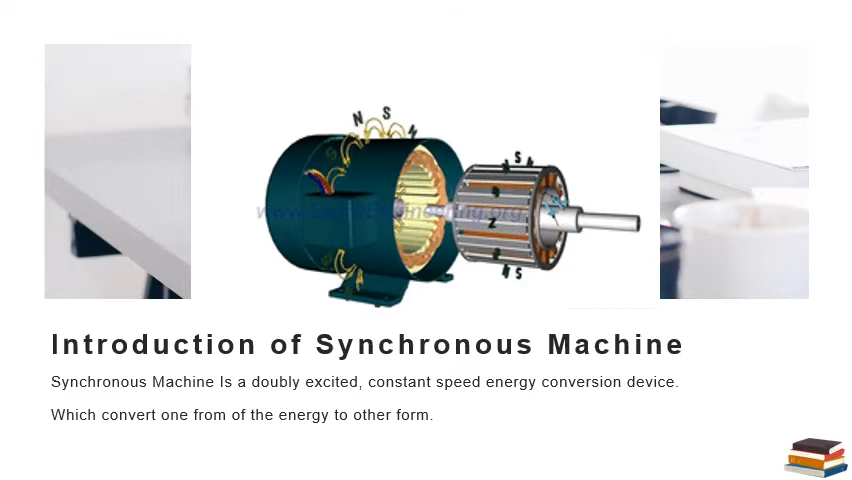 N S N
S
S
N
S
Z
N S
Introduction of Synchronous Machine
Synchronous Machine Is a doubly excited, constant speed energy conversion device.
Which convert one from of the energy to other form.